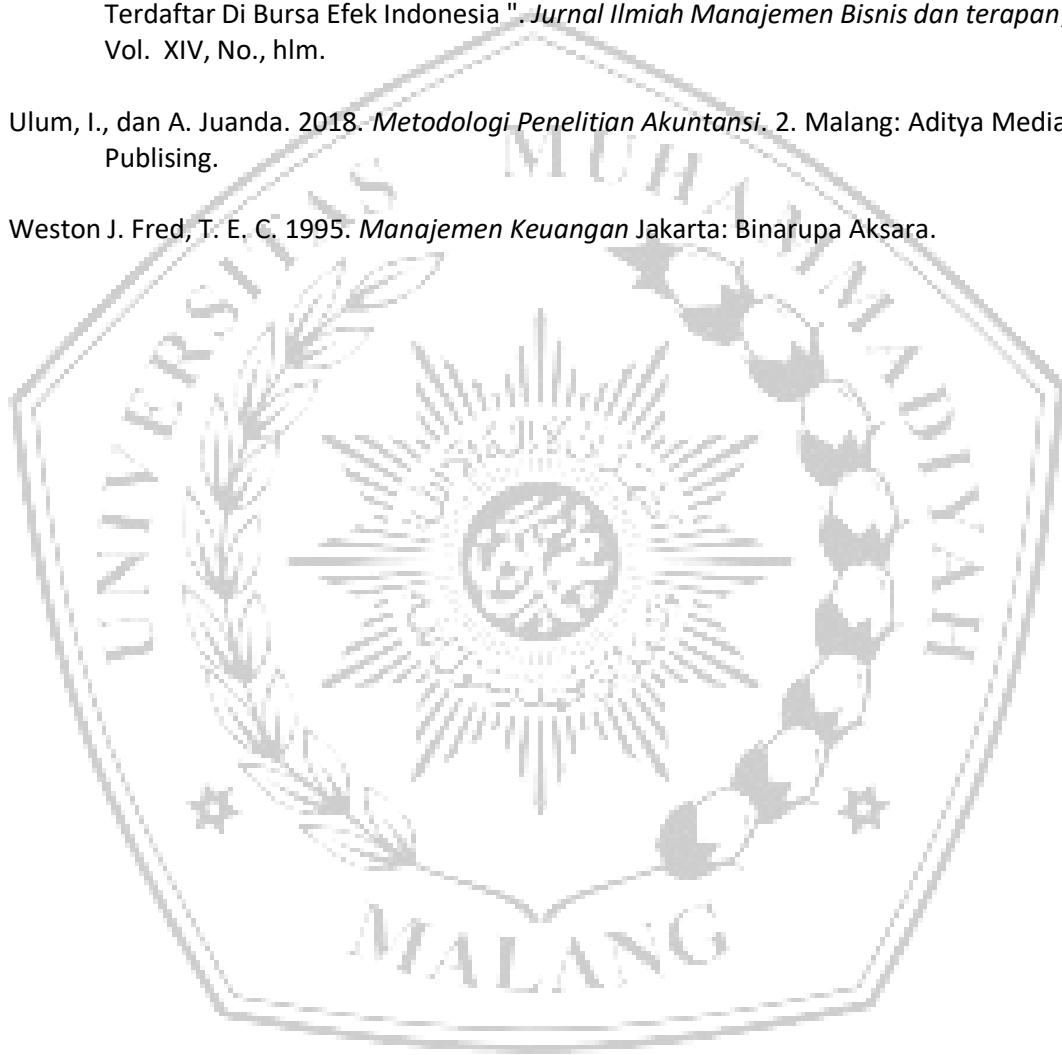 Terdaftar Di Bursa Efek Indonesia ". Jurnal Ilmiah Manajemen Bisnis dan terapan,
Vol. XIV, No., hlm.
Ulum, I., dan A. Juanda. 2018. Metodologi Penelitian Akuntansi. 2. Malang: Aditya Media
Publising.
Weston J. Fred, T. E. C. 1995. Manajemen Keuangan Jakarta: Binarupa Aksara.
UNIVERSITAS MUHAMMADIYAH
MALANG